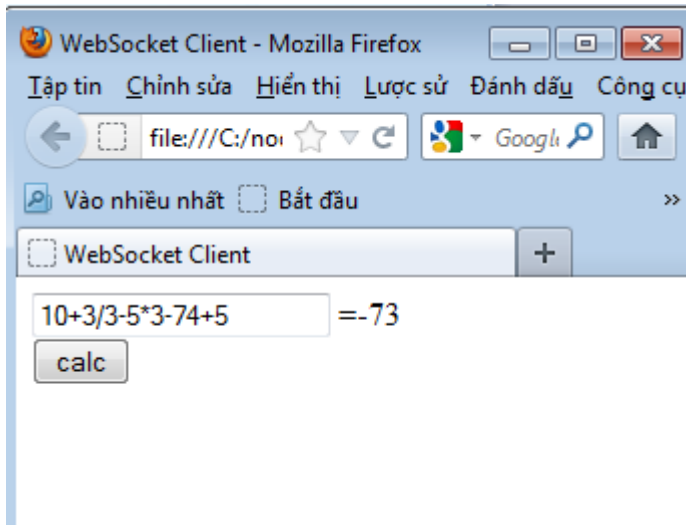 WebSocket Client - Mozilla Firefox
Tập tin Chỉnh sửa Hiển thị Lược sử Đánh dấu Công cụ
file:///C:/no Google
Vào nhiều nhất Bắt đầu »
WebSocket Client +
10+3/3-5*3-74+5 =-73
calc